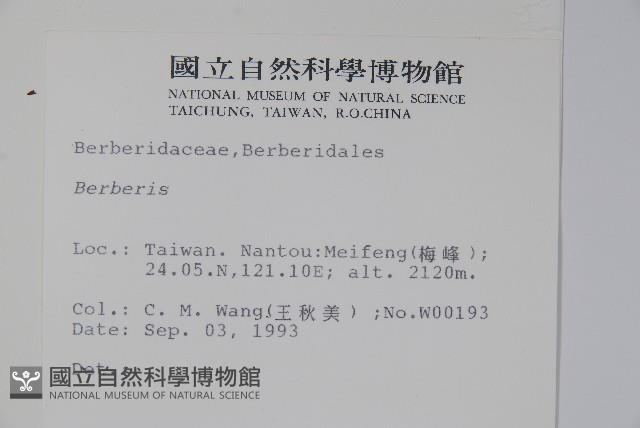 國立自然科學博物館
NATIONAL MUSEUM OF NATURAL SCIENCE
TAICHUNG, TAIWAN, R.O.CHINA
Berberidaceae,Berberidales
Berberis
Loc.: Taiwan. Nantou:Meifeng(梅峰);
24.05.N,121.10E; alt. 2120m.
Col.: C. M. Wang(王秋美) ;No.W00193
Date: Sep. 03, 1993
Det.
國立自然科學博物館
NATIONAL MUSEUM OF NATURAL SCIENCE